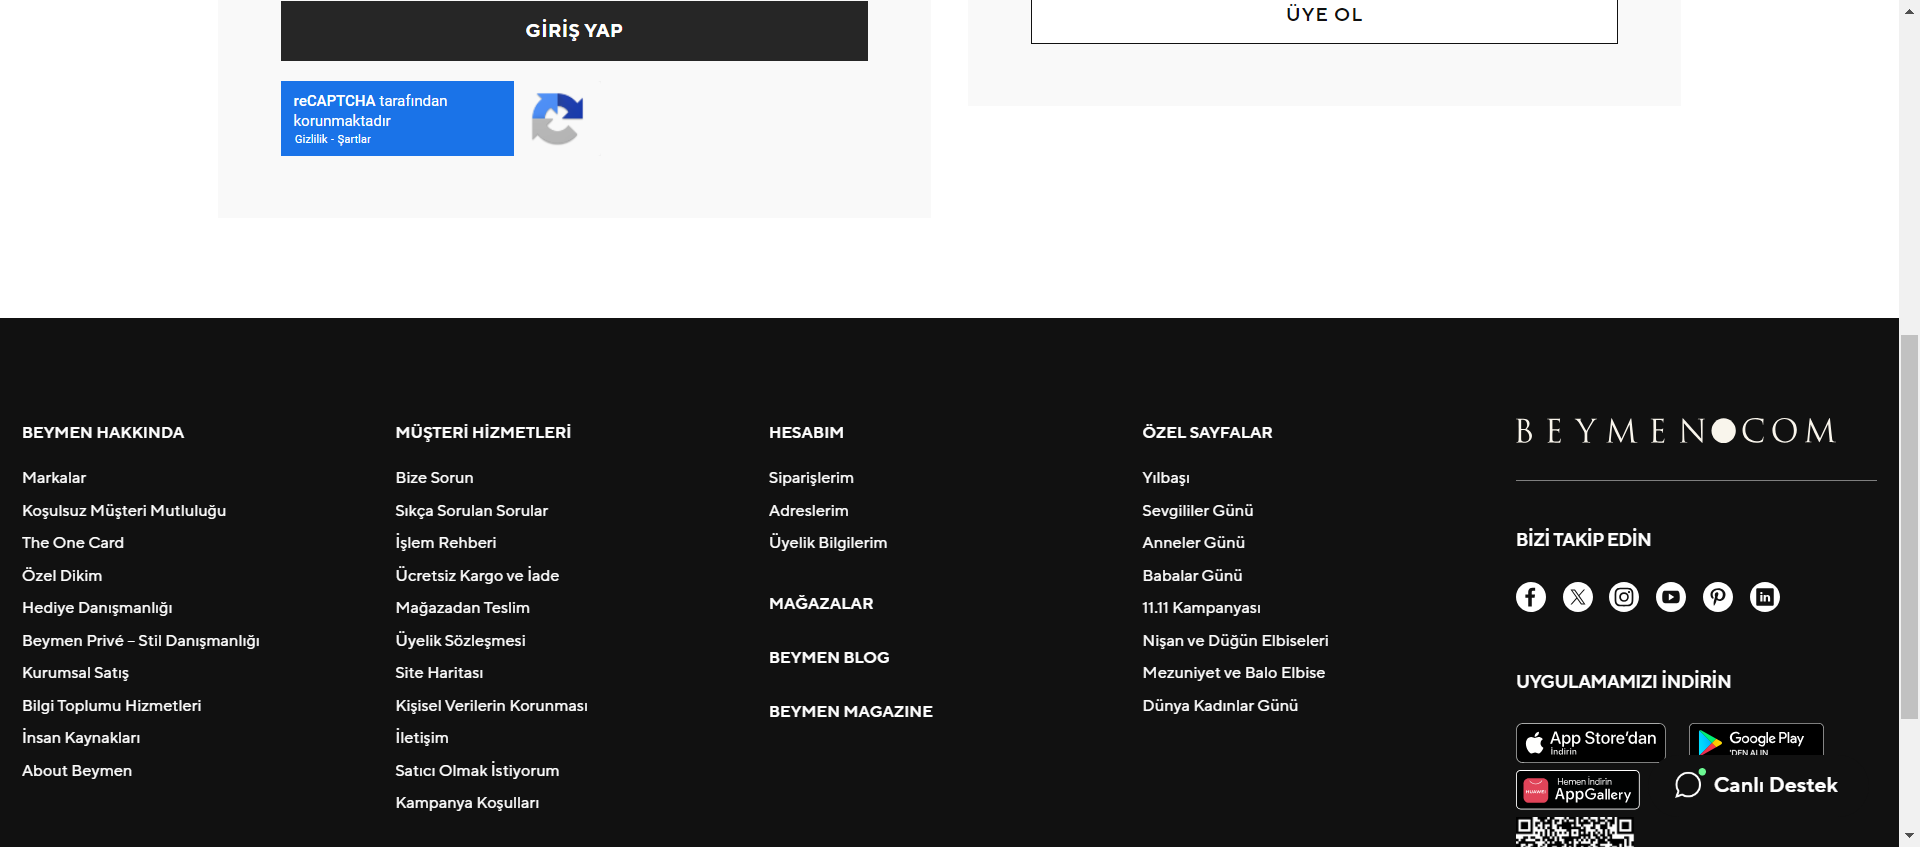 GİRİŞ YAP
ÜYE OL
reCAPTCHA tarafından
korunmaktadır
Gizlilik - Şartlar
BEYMEN HAKKINDA
Markalar
Koşulsuz Müşteri Mutluluğu
The One Card
Özel Dikim
Hediye Danışmanlığı
Beymen Privé – Stil Danışmanlığı
Kurumsal Satış
Bilgi Toplumu Hizmetleri
İnsan Kaynakları
About Beymen
MÜŞTERİ HİZMETLERİ
Bize Sorun
Sıkça Sorulan Sorular
İşlem Rehberi
Ücretsiz Kargo ve İade
Mağazadan Teslim
Üyelik Sözleşmesi
Site Haritası
Kişisel Verilerin Korunması
İletişim
Satıcı Olmak İstiyorum
Kampanya Koşulları
HESABIM
Siparişlerim
Adreslerim
Üyelik Bilgilerim
MAĞAZALAR
BEYMEN BLOG
BEYMEN MAGAZINE
ÖZEL SAYFALAR
Yılbaşı
Sevgililer Günü
Anneler Günü
Babalar Günü
11.11 Kampanyası
Nişan ve Düğün Elbiseleri
Mezuniyet ve Balo Elbise
Dünya Kadınlar Günü
BEYMEN●COM
BİZİ TAKİP EDİN
UYGULAMAMIZI İNDİRİN
App Store'dan
İndirin
Google Play
'DEN ALIN
Hemen İndirin
HUAWEI AppGallery
Canlı Destek